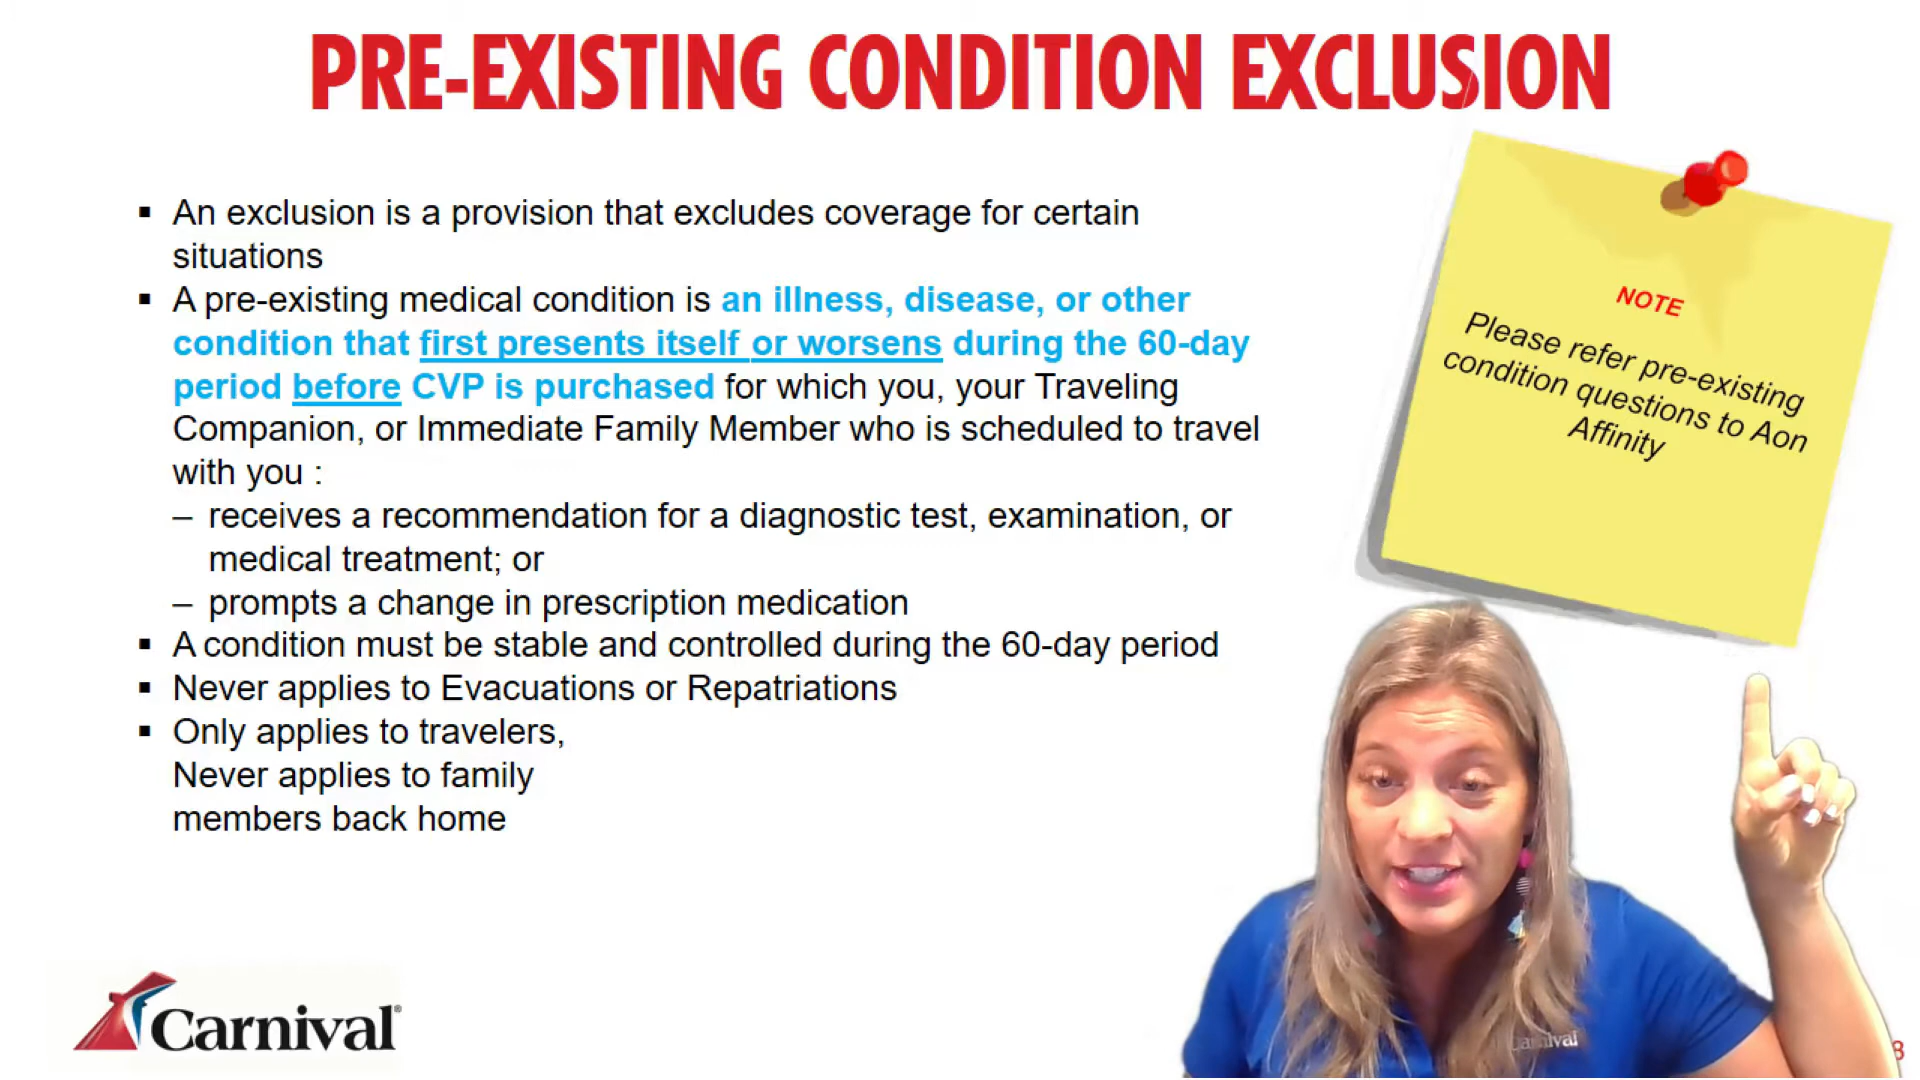 PRE-EXISTING CONDITION EXCLUSION
▪ An exclusion is a provision that excludes coverage for certain
situations
▪ A pre-existing medical condition is an illness, disease, or other
condition that first presents itself or worsens during the 60-day
period before CVP is purchased for which you, your Traveling
Companion, or Immediate Family Member who is scheduled to travel
with you :
– receives a recommendation for a diagnostic test, examination, or
medical treatment; or
– prompts a change in prescription medication
▪ A condition must be stable and controlled during the 60-day period
▪ Never applies to Evacuations or Repatriations
▪ Only applies to travelers,
Never applies to family
members back home
NOTE
Please refer pre-existing
condition questions to Aon
Affinity
Carnival®
Carnival